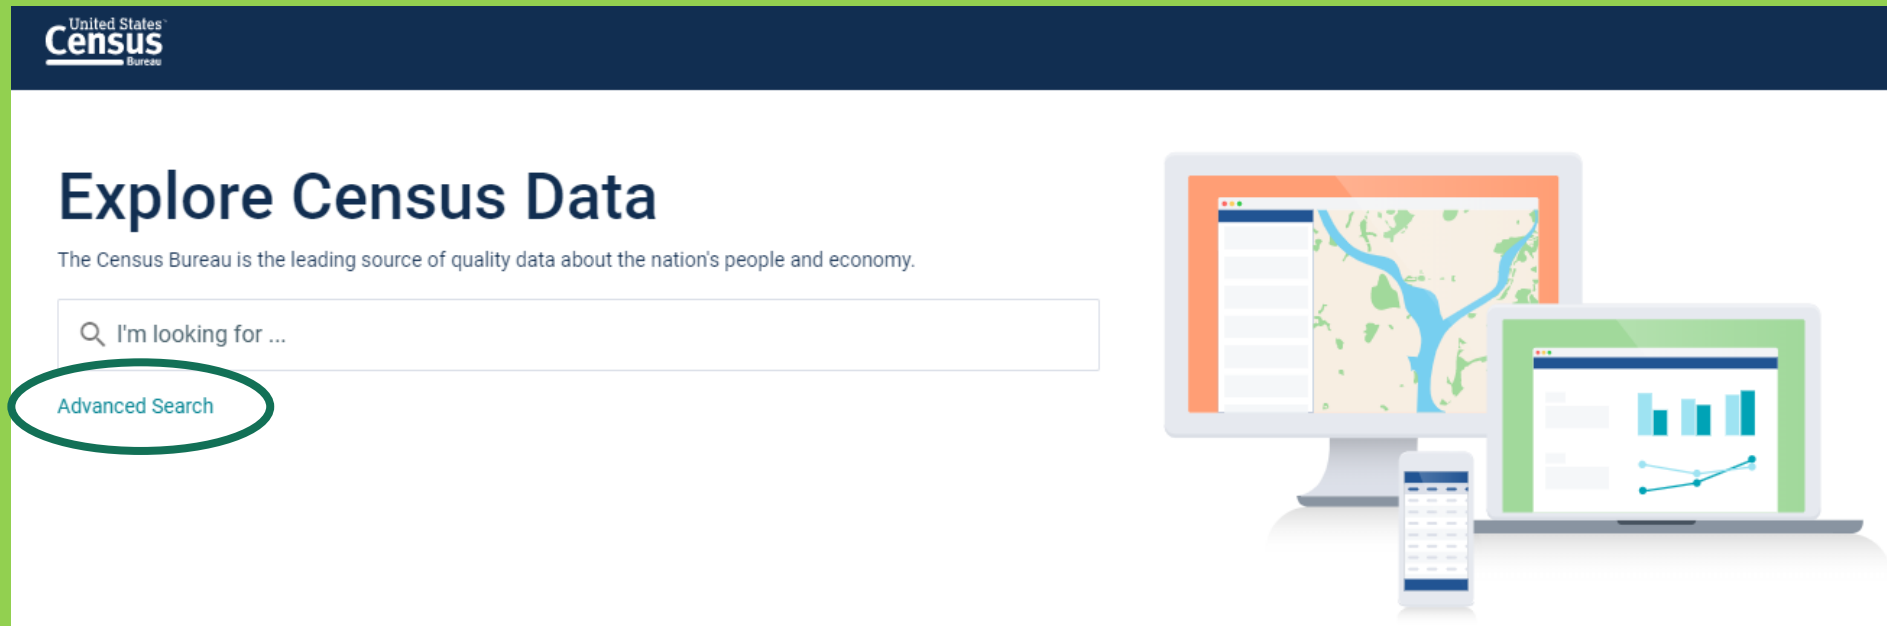 United States
Census
Bureau
Explore Census Data
The Census Bureau is the leading source of quality data about the nation's people and economy.
I'm looking for ...
Advanced Search